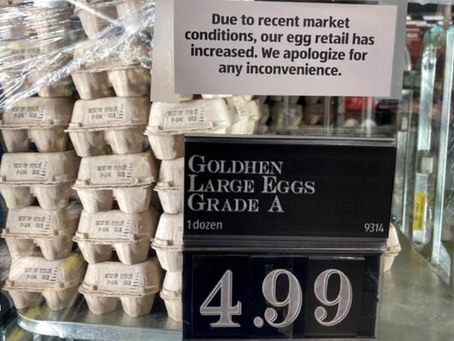 Due to recent market
conditions, our egg retail has
increased. We apologize for
any inconvenience.
GOLDHEN
LARGE EGGS
GRADE A
1 dozen
9314
4.99